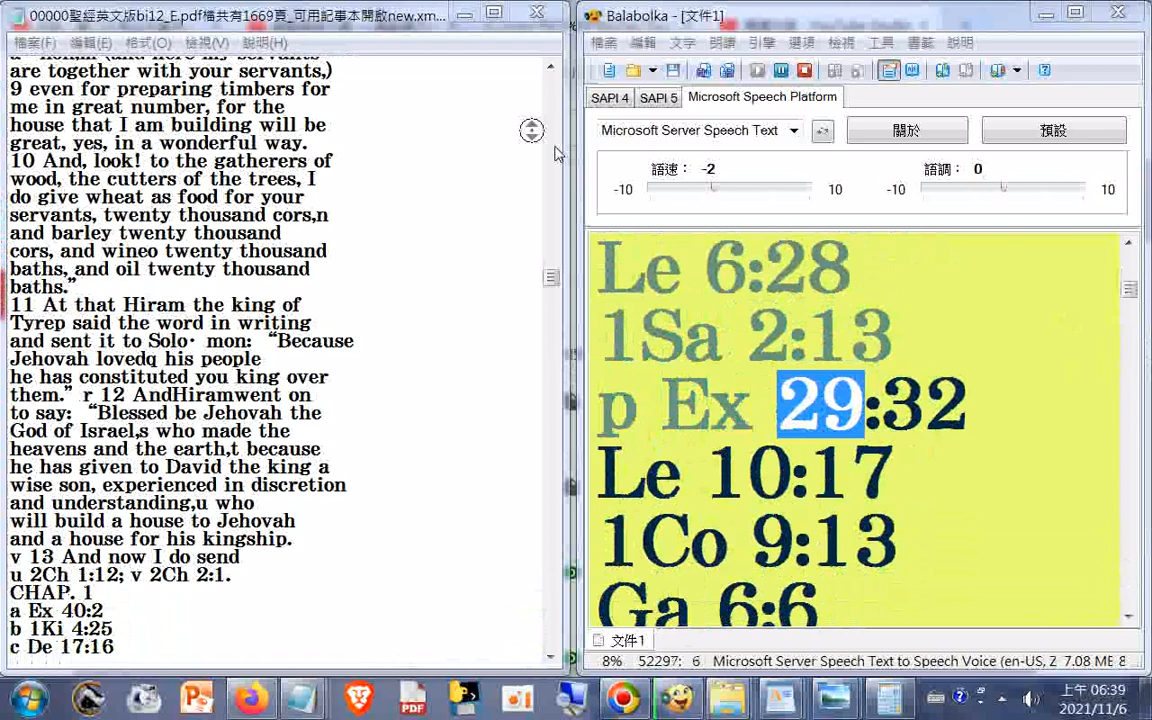 00000聖經英文版bi12_E.pdf檔共有1669頁_可用記事本開啟new.xm...
檔案(F) 編輯(E) 格式(O) 檢視(V) 說明(H)
are together with your servants,)
9 even for preparing timbers for
me in great number, for the
house that I am building will be
great, yes, in a wonderful way.
10 And, look! to the gatherers of
wood, the cutters of the trees, I
do give wheat as food for your
servants, twenty thousand cors,n
and barley twenty thousand
cors, and wineo twenty thousand
baths, and oil twenty thousand
baths.”
11 At that Hiram the king of
Tyrep said the word in writing
and sent it to Solo· mon: “Because
Jehovah lovedq his people
he has constituted you king over
them.” r 12 AndHiramwent on
to say: “Blessed be Jehovah the
God of Israel,s who made the
heavens and the earth,t because
he has given to David the king a
wise son, experienced in discretion
and understanding,u who
will build a house to Jehovah
and a house for his kingship.
v 13 And now I do send
u 2Ch 1:12; v 2Ch 2:1.
CHAP. 1
a Ex 40:2
b 1Ki 4:25
c De 17:16
Balabolka - [文件1]
檔案 編輯 文字 朗讀 引擎 選項 檢視 工具 書籤 說明
SAPI 4 SAPI 5 Microsoft Speech Platform
Microsoft Server Speech Text 關於 預設
語速: -2 語調: 0
-10 10 -10 10
Le 6:28
1Sa 2:13
p Ex 29:32
Le 10:17
1Co 9:13
Ga 6:6
文件1
8% 52297: 6 Microsoft Server Speech Text to Speech Voice (en-US, Z 7.08 MB 8
PDF
上午 06:39
2021/11/6